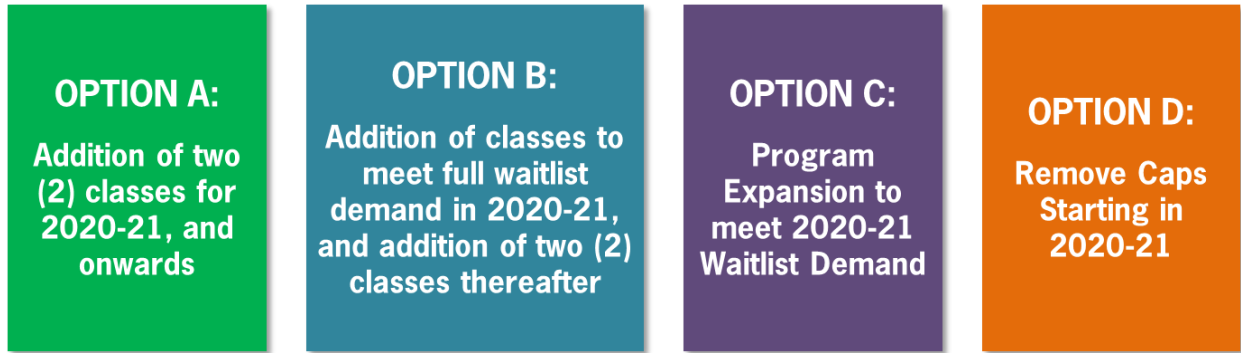 OPTION A:
Addition of two
(2) classes for
2020-21, and
onwards
OPTION B:
Addition of classes to
meet full waitlist
demand in 2020-21,
and addition of two (2)
classes thereafter
OPTION C:
Program
Expansion to
meet 2020-21
Waitlist Demand
OPTION D:
Remove Caps
Starting in
2020-21